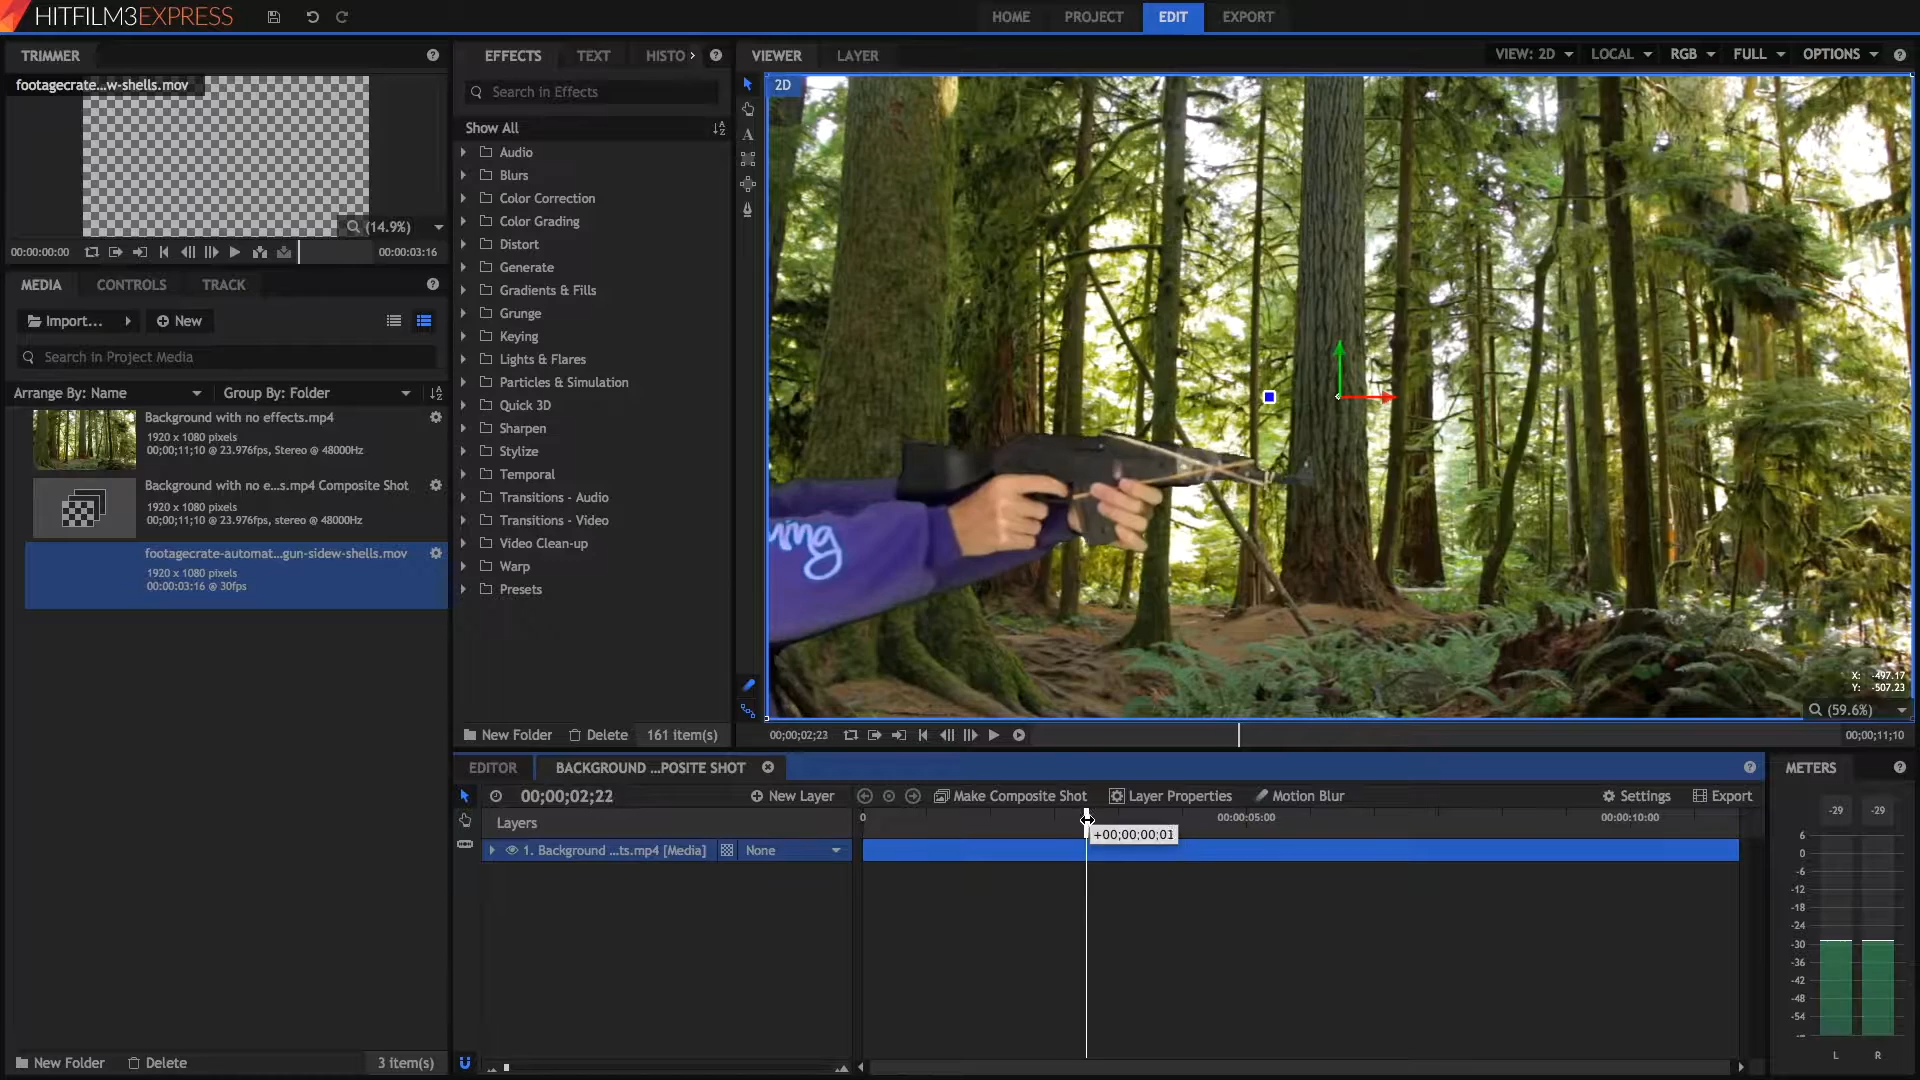 HITFILM3EXPRESS
HOME
PROJECT
EDIT
EXPORT
TRIMMER
footagecrate...w-shells.mov
(14.9%)
00:00:00:00
00:00:03:16
MEDIA
CONTROLS
TRACK
Import...
New
Search in Project Media
Arrange By: Name
Group By: Folder
Background with no effects.mp4
1920 x 1080 pixels
00;00;11;10 @ 23.976fps, Stereo @ 48000Hz
Background with no e...s.mp4 Composite Shot
1920 x 1080 pixels
00;00;11;10 @ 23.976fps, stereo @ 48000Hz
footagecrate-automat...gun-sidew-shells.mov
1920 x 1080 pixels
00:00:03:16 @ 30fps
New Folder
Delete
3 item(s)
EFFECTS
TEXT
HISTO
Search in Effects
Show All
Audio
Blurs
Color Correction
Color Grading
Distort
Generate
Gradients & Fills
Grunge
Keying
Lights & Flares
Particles & Simulation
Quick 3D
Sharpen
Stylize
Temporal
Transitions - Audio
Transitions - Video
Video Clean-up
Warp
Presets
New Folder
Delete
161 item(s)
VIEWER
LAYER
VIEW: 2D
LOCAL
RGB
FULL
OPTIONS
2D
A
X: -497.17
Y: -507.23
(59.6%)
00;00;02;23
00;00;11;10
EDITOR
BACKGROUND ...POSITE SHOT
00;00;02;22
New Layer
Make Composite Shot
Layer Properties
Motion Blur
Settings
Export
Layers
0
00:00:05:00
00:00:10:00
+00;00;00;01
1. Background ...ts.mp4 [Media]
None
METERS
-29
-29
6
0
-6
-12
-18
-24
-30
-36
-42
-48
-54
L
R